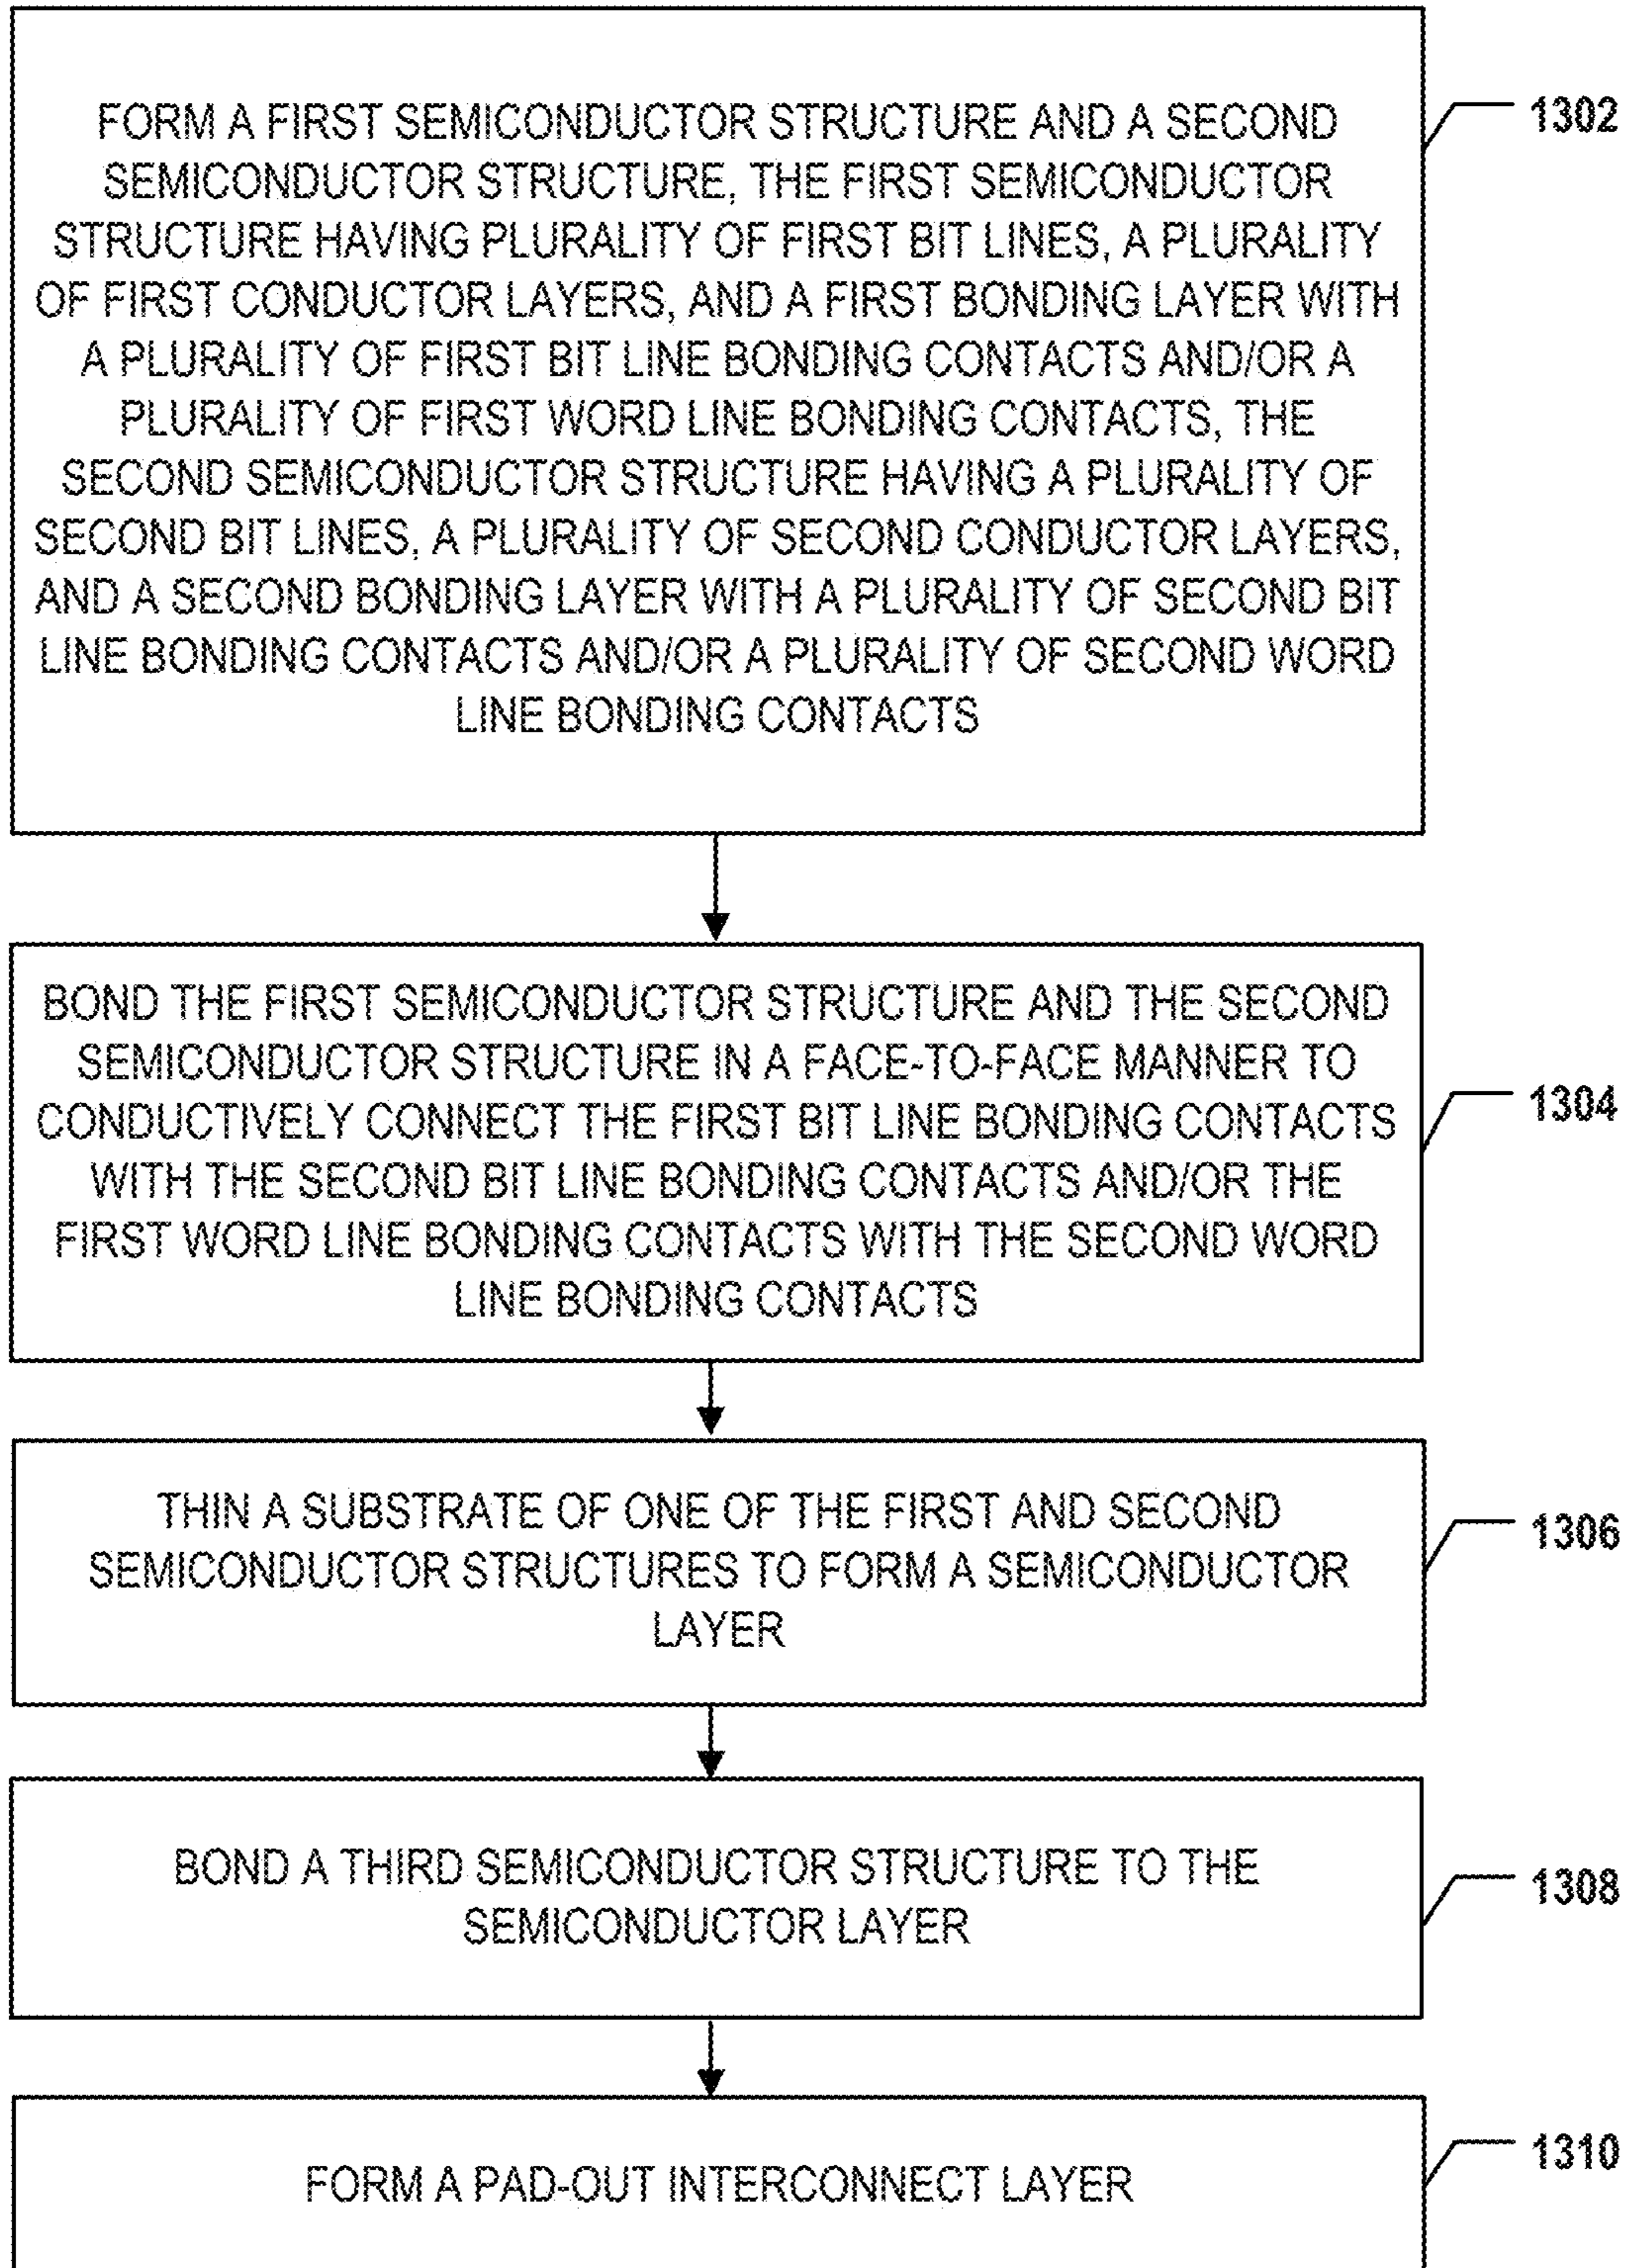 FORM A FIRST SEMICONDUCTOR STRUCTURE AND A SECOND
SEMICONDUCTOR STRUCTURE, THE FIRST SEMICONDUCTOR
STRUCTURE HAVING PLURALITY OF FIRST BIT LINES, A PLURALITY
OF FIRST CONDUCTOR LAYERS, AND A FIRST BONDING LAYER WITH
A PLURALITY OF FIRST BIT LINE BONDING CONTACTS AND/OR A
PLURALITY OF FIRST WORD LINE BONDING CONTACTS, THE
SECOND SEMICONDUCTOR STRUCTURE HAVING A PLURALITY OF
SECOND BIT LINES, A PLURALITY OF SECOND CONDUCTOR LAYERS,
AND A SECOND BONDING LAYER WITH A PLURALITY OF SECOND BIT
LINE BONDING CONTACTS AND/OR A PLURALITY OF SECOND WORD
LINE BONDING CONTACTS
1302
BOND THE FIRST SEMICONDUCTOR STRUCTURE AND THE SECOND
SEMICONDUCTOR STRUCTURE IN A FACE-TO-FACE MANNER TO
CONDUCTIVELY CONNECT THE FIRST BIT LINE BONDING CONTACTS
WITH THE SECOND BIT LINE BONDING CONTACTS AND/OR THE
FIRST WORD LINE BONDING CONTACTS WITH THE SECOND WORD
LINE BONDING CONTACTS
1304
THIN A SUBSTRATE OF ONE OF THE FIRST AND SECOND
SEMICONDUCTOR STRUCTURES TO FORM A SEMICONDUCTOR
LAYER
1306
BOND A THIRD SEMICONDUCTOR STRUCTURE TO THE
SEMICONDUCTOR LAYER
1308
FORM A PAD-OUT INTERCONNECT LAYER
1310